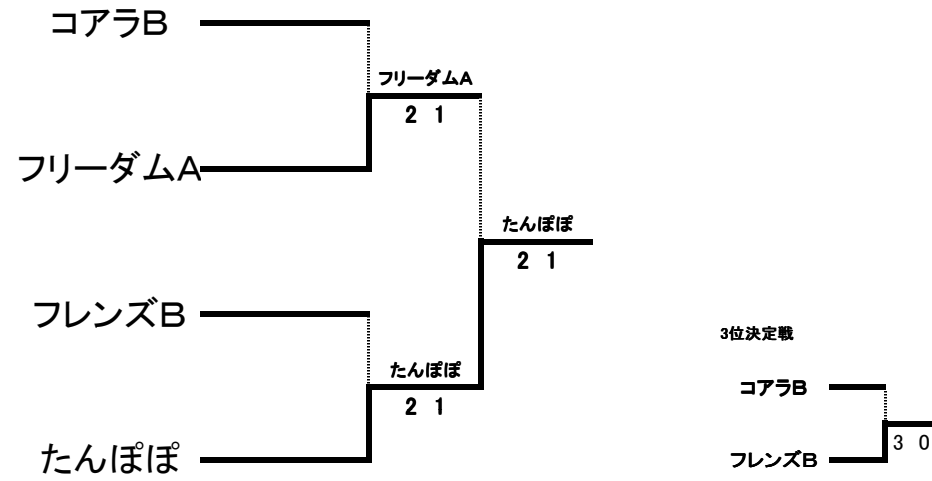 コアラB
フリーダムA
2 1
フリーダムA
たんぽぽ
2 1
フレンズB
3位決定戦
たんぽぽ
コアラB
2 1
3 0
たんぽぽ
フレンズB